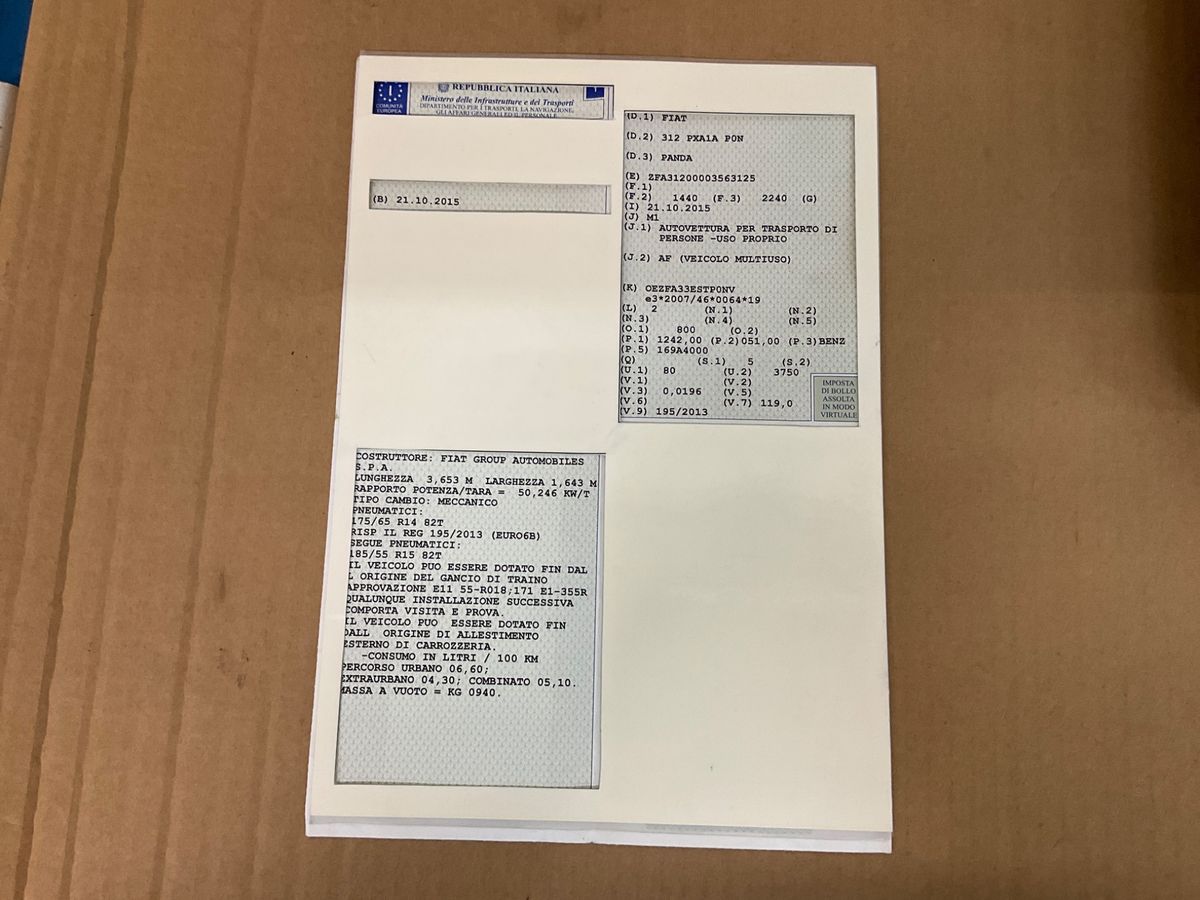 COMUNITÀ
EUROPEA
I
REPUBBLICA ITALIANA
Ministero delle Infrastrutture e dei Trasporti
DIPARTIMENTO PER I TRASPORTI, LA NAVIGAZIONE,
GLI AFFARI GENERALI ED IL PERSONALE
(B) 21.10.2015
(D.1) FIAT
(D.2) 312 PXA1A P0N
(D.3) PANDA
(E) ZFA31200003563125
(F.1)
(F.2) 1440 (F.3) 2240 (G)
(I) 21.10.2015
(J) M1
(J.1) AUTOVETTURA PER TRASPORTO DI
PERSONE -USO PROPRIO
(J.2) AF (VEICOLO MULTIUSO)
(K) OEZFA33ESTP0NV
e3*2007/46*0064*19
(L) 2 (N.1) (N.2)
(N.3) (N.4) (N.5)
(O.1) 800 (O.2)
(P.1) 1242,00 (P.2)051,00 (P.3)BENZ
(P.5) 169A4000
(Q) (S.1) 5 (S.2)
(U.1) 80 (U.2) 3750
(V.1) (V.2)
(V.3) 0,0196 (V.5)
(V.6) (V.7) 119,0
(V.9) 195/2013
IMPOSTA
DI BOLLO
ASSOLTA
IN MODO
VIRTUALE
COSTRUTTORE: FIAT GROUP AUTOMOBILES
S.P.A.
LUNGHEZZA 3,653 M LARGHEZZA 1,643 M
RAPPORTO POTENZA/TARA = 50,246 KW/T
TIPO CAMBIO: MECCANICO
PNEUMATICI:
175/65 R14 82T
RISP IL REG 195/2013 (EURO6B)
SEGUE PNEUMATICI:
185/55 R15 82T
IL VEICOLO PUO ESSERE DOTATO FIN DAL
L ORIGINE DEL GANCIO DI TRAINO
APPROVAZIONE E11 55-R018;171 E1-355R
QUALUNQUE INSTALLAZIONE SUCCESSIVA
COMPORTA VISITA E PROVA.
IL VEICOLO PUO ESSERE DOTATO FIN
DALL ORIGINE DI ALLESTIMENTO
ESTERNO DI CARROZZERIA.
-CONSUMO IN LITRI / 100 KM
PERCORSO URBANO 06,60;
EXTRAURBANO 04,30; COMBINATO 05,10.
MASSA A VUOTO = KG 0940.